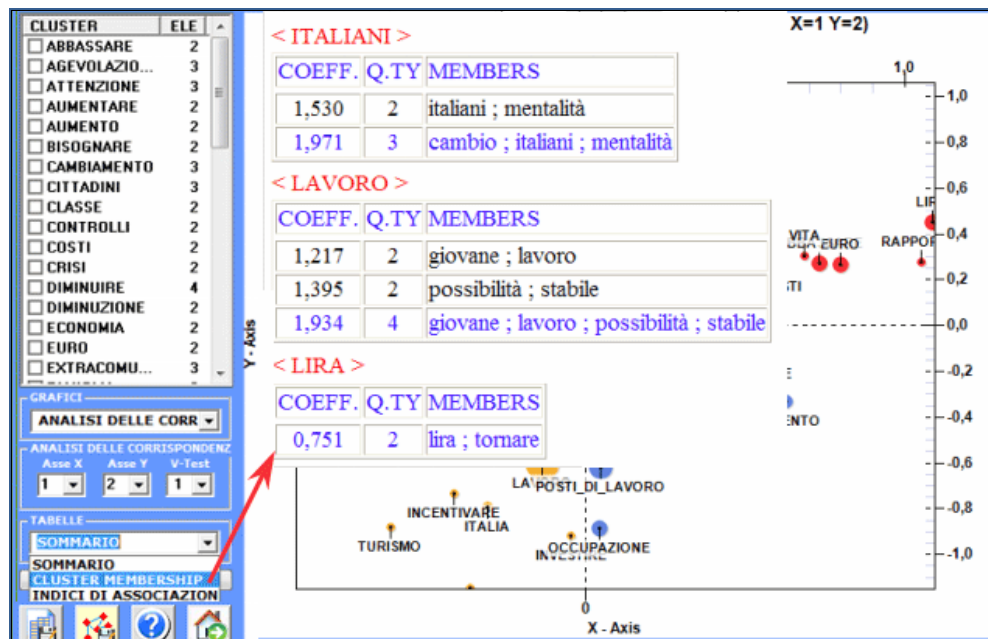 CLUSTER ELE
ABBASSARE 2
AGEVOLAZIO... 3
ATTENZIONE 3
AUMENTARE 2
AUMENTO 2
BISOGNARE 2
CAMBIAMENTO 3
CITTADINI 3
CLASSE 2
CONTROLLI 2
COSTI 2
CRISI 2
DIMINUIRE 4
DIMINUZIONE 2
ECONOMIA 2
EURO 2
EXTRACOMU... 3
GRAFICI
ANALISI DELLE CORR
ANALISI DELLE CORRISPONDENZ
Asse X Asse Y V-Test
1 2 1
TABELLE
SOMMARIO
SOMMARIO
CLUSTER MEMBERSHIP
INDICI DI ASSOCIAZION
< ITALIANI >
COEFF. Q.TY MEMBERS
1,530 2 italiani ; mentalità
1,971 3 cambio ; italiani ; mentalità
< LAVORO >
COEFF. Q.TY MEMBERS
1,217 2 giovane ; lavoro
1,395 2 possibilità ; stabile
1,934 4 giovane ; lavoro ; possibilità ; stabile
< LIRA >
COEFF. Q.TY MEMBERS
0,751 2 lira ; tornare
X=1 Y=2)
1,0
1,0
0,8
0,6
LIR
0,4
VITA
EURO
RAPPOR
0,2
TI
0,0
-0,2
E
-0,4
ENTO
-0,6
POSTI_DI_LAVORO
INCENTIVARE
-0,8
ITALIA
TURISMO
INVESTIRE
OCCUPAZIONE
-1,0
0
X - Axis
Y - Axis